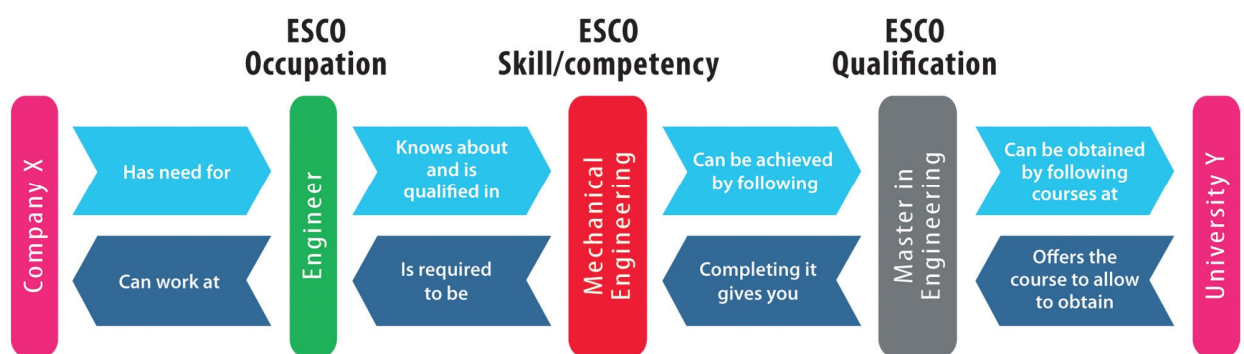 ESCO
Occupation
ESCO
Skill/competency
ESCO
Qualification
Company X
Has need for
Can work at
Engineer
Knows about
and is
qualified in
Is required
to be
Mechanical
Engineering
Can be achieved
by following
Completing it
gives you
Master in
Engineering
Can be obtained
by following
courses at
Offers the
course to allow
to obtain
University Y